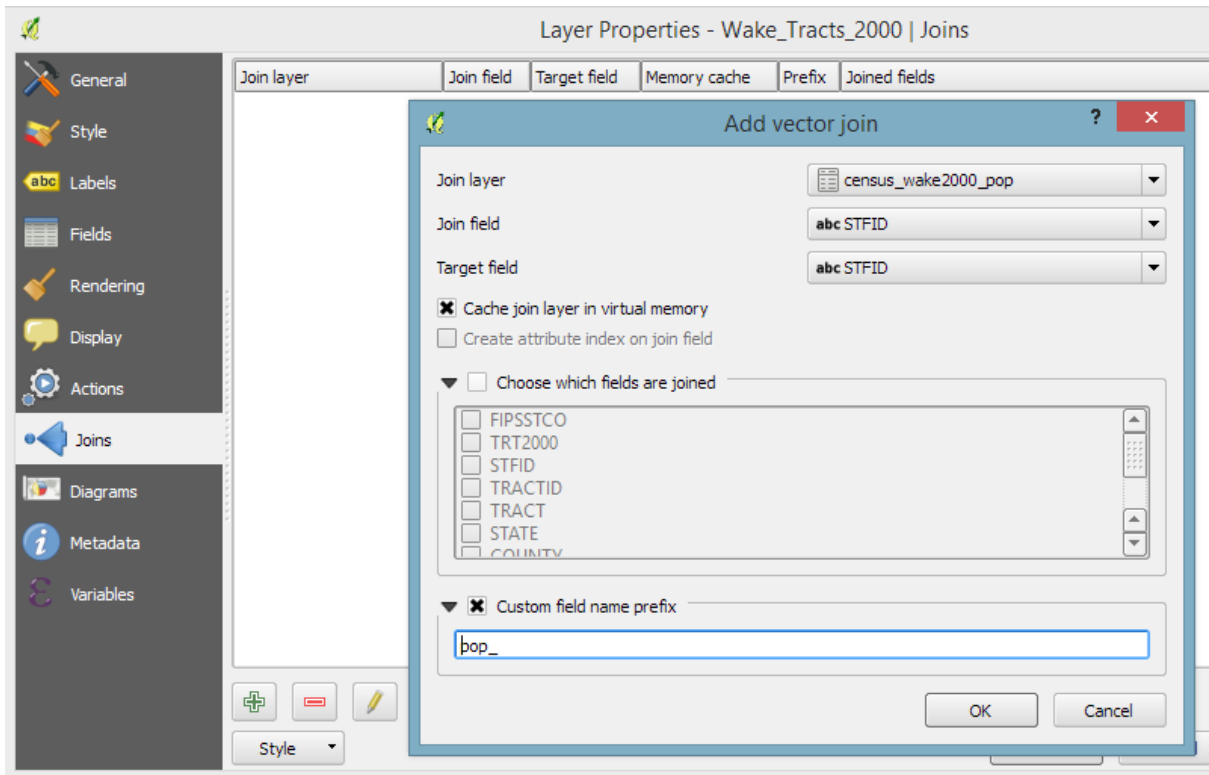 Layer Properties - Wake_Tracts_2000 | Joins
General
Style
abc Labels
Fields
Rendering
Display
Actions
Joins
Diagrams
Metadata
Variables
Join layer Join field Target field Memory cache Prefix Joined fields
Add vector join ? ×
Join layer census_wake2000_pop
Join field abc STFID
Target field abc STFID
Cache join layer in virtual memory
Create attribute index on join field
Choose which fields are joined
FIPSSTCO
TRT2000
STFID
TRACTID
TRACT
STATE
COUNTY
Custom field name prefix
pop_
OK Cancel
Style